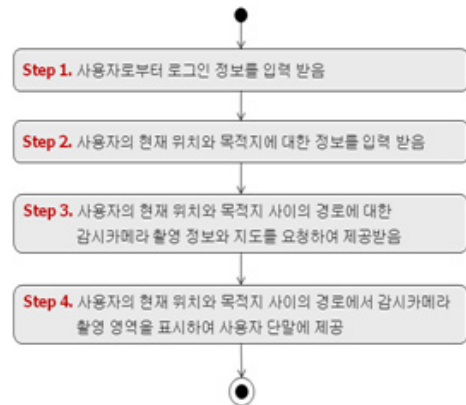 Step 1. 사용자로부터 로그인 정보를 입력 받음
Step 2. 사용자의 현재 위치와 목적지에 대한 정보를 입력 받음
Step 3. 사용자의 현재 위치와 목적지 사이의 경로에 대한
감시카메라 촬영 정보와 지도를 요청하여 제공받음
Step 4. 사용자의 현재 위치와 목적지 사이의 경로에서 감시카메라
촬영 영역을 표시하여 사용자 단말에 제공